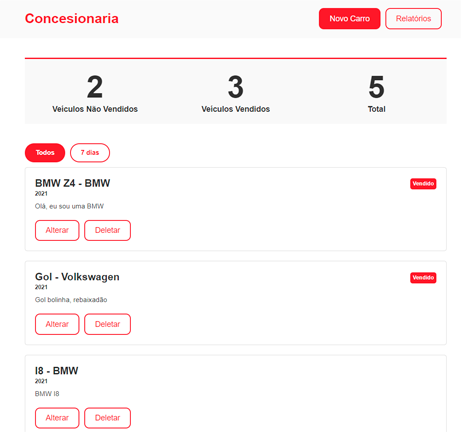 Concesionaria
Novo Carro
Relatórios
2
3
5
Veiculos Não Vendidos
Veiculos Vendidos
Total
Todos
7 dias
BMW Z4 - BMW
Vendido
2021
Olá, eu sou uma BMW
Alterar
Deletar
Gol - Volkswagen
Vendido
2021
Gol bolinha, rebaixadão
Alterar
Deletar
I8 - BMW
2021
BMW I8
Alterar
Deletar